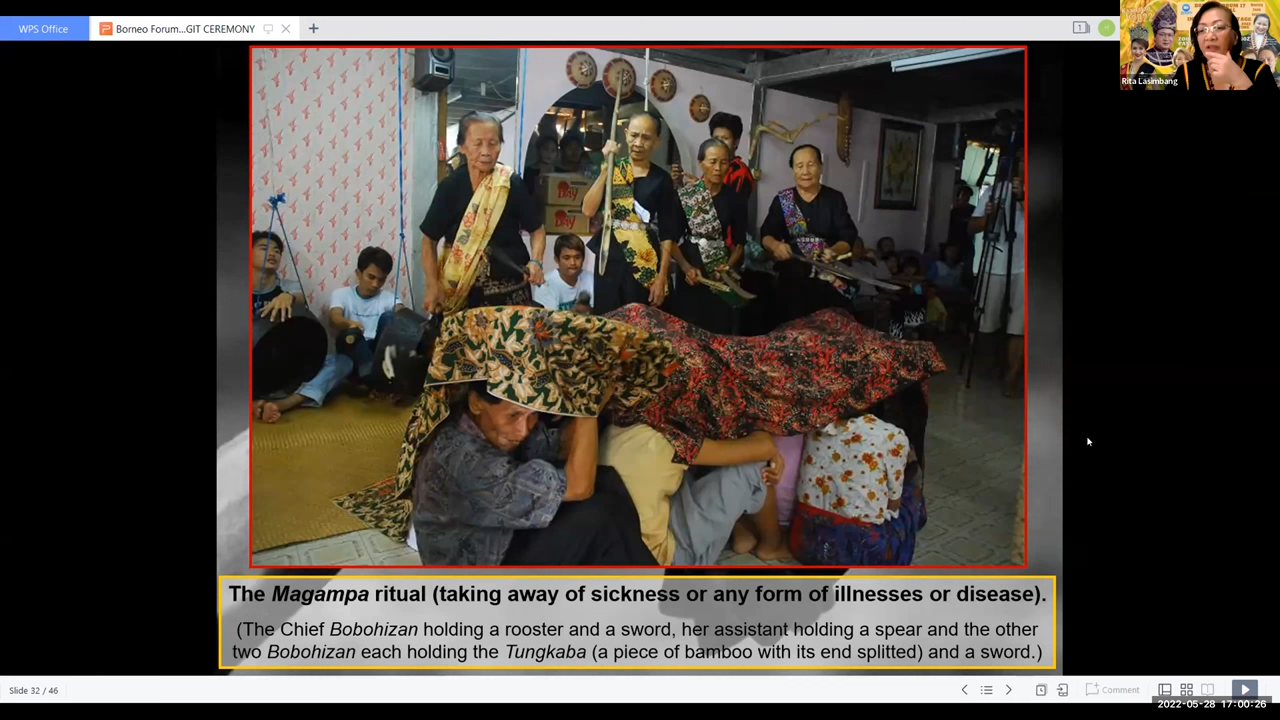 WPS Office
Borneo Forum...GIT CEREMONY
1
Rita Lasimbang
DAY
DAY
The Magampa ritual (taking away of sickness or any form of illnesses or disease).
(The Chief Bobohizan holding a rooster and a sword, her assistant holding a spear and the other
two Bobohizan each holding the Tungkaba (a piece of bamboo with its end splitted) and a sword.)
Slide 32 / 46
Comment
2022-05-28 17:00:26